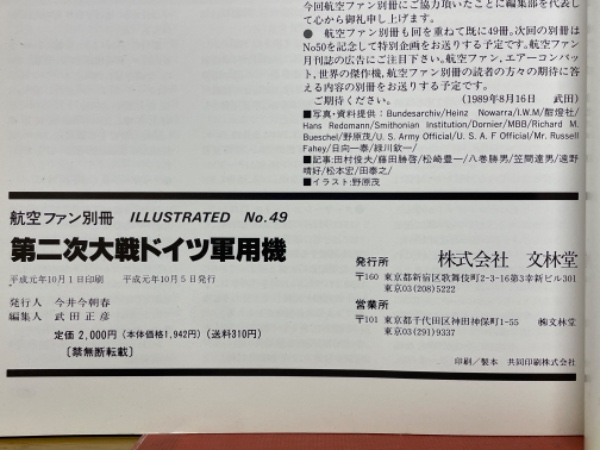 今回航空ファン別冊にご協力頂いたことに編集部を代表し
て心から御礼申し上げます。
● 航空ファン別冊も回を重ねて既に49冊。次回の別冊は
No50を記念して特別企画をお送りする予定です。航空ファン
月刊誌の広告にご注目下さい。航空ファン,エアーコンバッ
ト,世界の傑作機,航空ファン別冊の読者の方々の期待に答
える内容の別冊をお送りする予定です。
ご期待ください。 (1989年8月16日 武田)
■写真・資料提供：Bundesarchiv/Heinz Nowarra/I.W.M/酣燈社/
Hans Redomann/Smithonian Institution/Dornier/MBB/Richard M.
Bueschel/野原茂/U. S. Army Official/U. S. A. F Official/Mr. Russell
Fahey/日向一泰/緑川欽一/
■記事:田村俊夫/藤田勝啓/松崎豊一/八巻勝男/笠間達男/遠野
晴好/松本宏/田泰之/
■イラスト:野原茂
航空ファン別冊 ILLUSTRATED No.49
第二次大戦ドイツ軍用機
平成元年10月1日印刷 平成元年10月5日発行
発行人 今井今朝春
編集人 武田正彦
定価 2,000円 (本体価格1,942円) (送料310円)
〔禁無断転載〕
発行所 株式会社 文林堂
〒160 東京都新宿区歌舞伎町2-3-16第3幸新ビル301
東京03(208)5222
営業所
〒101 東京都千代田区神田神保町1-55 ㈱文林堂
東京03(291)9337
印刷／製本 共同印刷株式会社